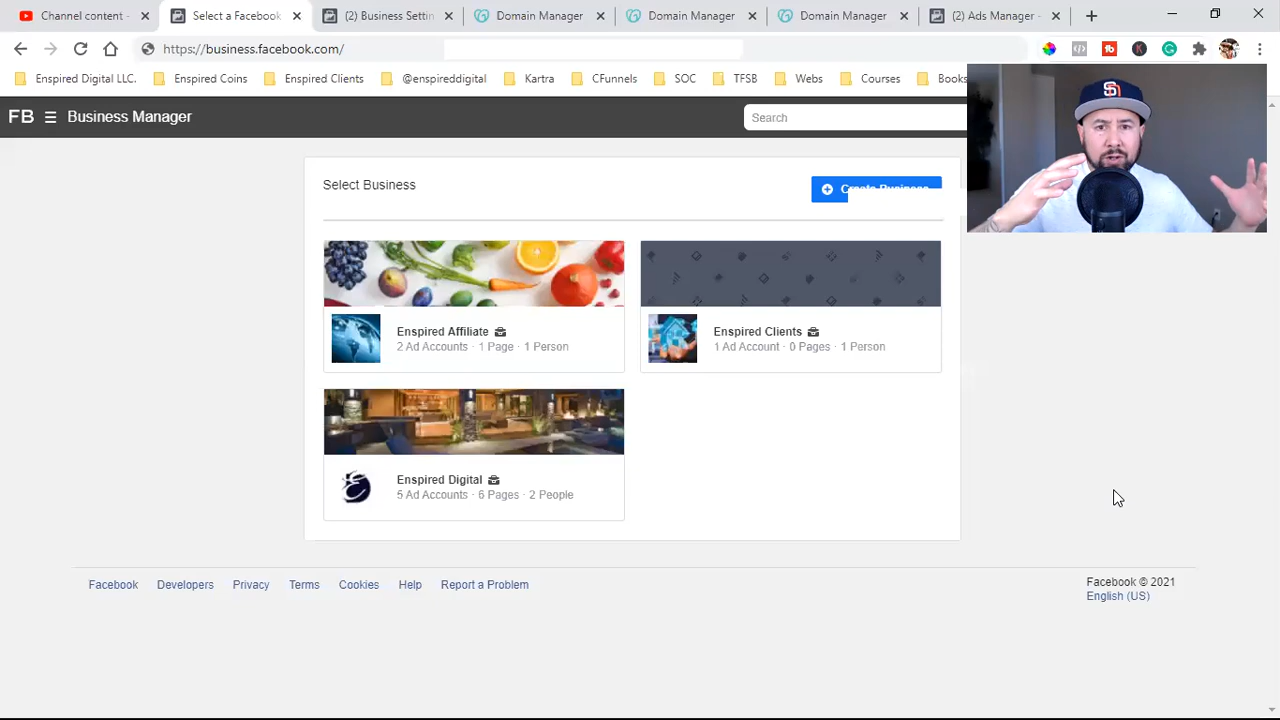 Channel content -
Select a Facebook
(2) Business Settin
Domain Manager
Domain Manager
Domain Manager
(2) Ads Manager -
https://business.facebook.com/
Enspired Digital LLC.
Enspired Coins
Enspired Clients
@enspireddigital
Kartra
CFunnels
SOC
TFSB
Webs
Courses
Books
FB
Business Manager
Search
Select Business
Create Business
Enspired Affiliate
2 Ad Accounts · 1 Page · 1 Person
Enspired Clients
1 Ad Account · 0 Pages · 1 Person
Enspired Digital
5 Ad Accounts · 6 Pages · 2 People
Facebook
Developers
Privacy
Terms
Cookies
Help
Report a Problem
Facebook © 2021
English (US)